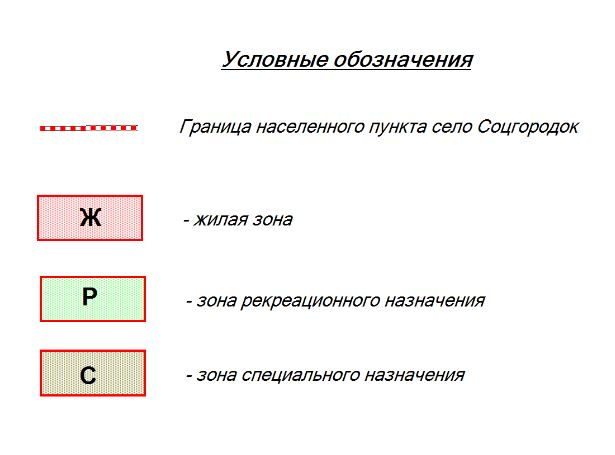 Условные обозначения
Граница населенного пункта село Соцгородок
Ж - жилая зона
Р - зона рекреационного назначения
С - зона специального назначения